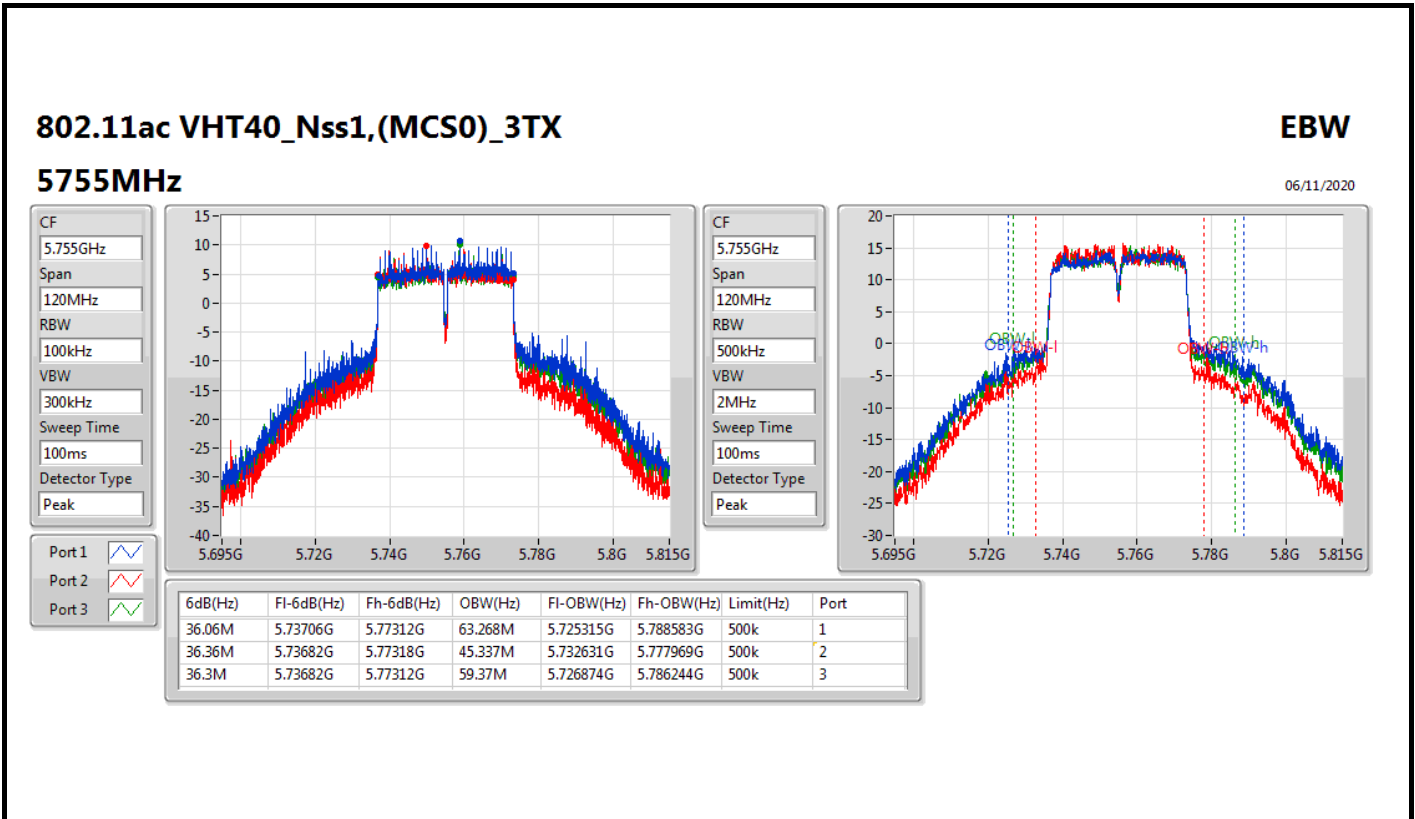 802.11ac VHT40_Nss1,(MCS0)_3TX
EBW
5755MHz
06/11/2020
CF
5.755GHz
Span
120MHz
RBW
100kHz
VBW
300kHz
Sweep Time
100ms
Detector Type
Peak
15
10
5
0
-5
-10
-15
-20
-25
-30
-35
-40
5.695G 5.72G 5.74G 5.76G 5.78G 5.8G 5.815G
CF
5.755GHz
Span
120MHz
RBW
500kHz
VBW
2MHz
Sweep Time
100ms
Detector Type
Peak
20
15
10
5
0
-5
-10
-15
-20
-25
-30
5.695G 5.72G 5.74G 5.76G 5.78G 5.8G 5.815G
Port 1
Port 2
Port 3
6dB(Hz) Fl-6dB(Hz) Fh-6dB(Hz) OBW(Hz) Fl-OBW(Hz) Fh-OBW(Hz) Limit(Hz) Port
36.06M 5.73706G 5.77312G 63.268M 5.725315G 5.788583G 500k 1
36.36M 5.73682G 5.77318G 45.337M 5.732631G 5.777969G 500k 2
36.3M 5.73682G 5.77312G 59.37M 5.726874G 5.786244G 500k 3